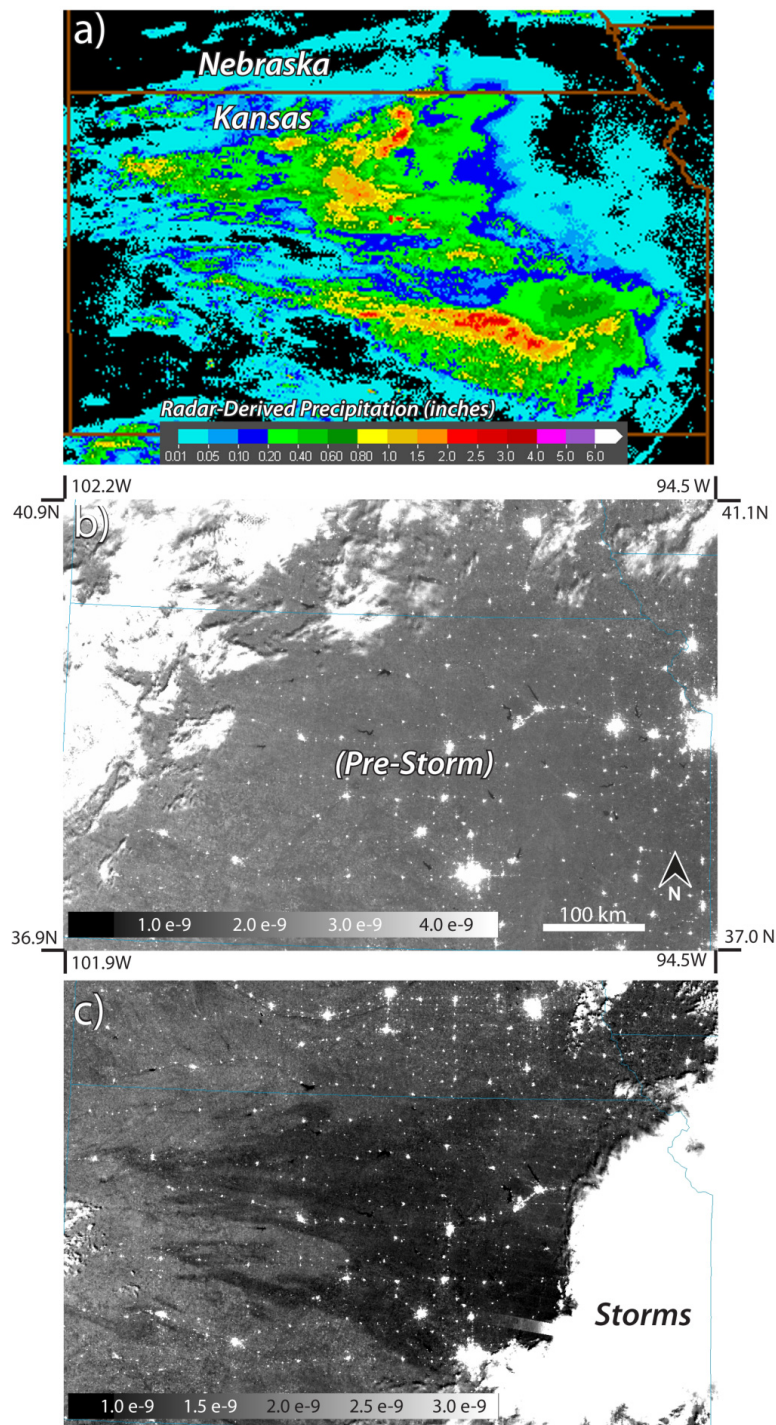 a)
Nebraska
Kansas
Radar-Derived Precipitation (inches)
0.01 0.05 0.10 0.20 0.40 0.60 0.80 1.0 1.5 2.0 2.5 3.0 4.0 5.0 6.0
102.2W 94.5 W
40.9N 41.1N
b)
(Pre-Storm)
N
1.0 e-9 2.0 e-9 3.0 e-9 4.0 e-9 100 km
36.9N 37.0 N
101.9W 94.5W
c)
Storms
1.0 e-9 1.5 e-9 2.0 e-9 2.5 e-9 3.0 e-9